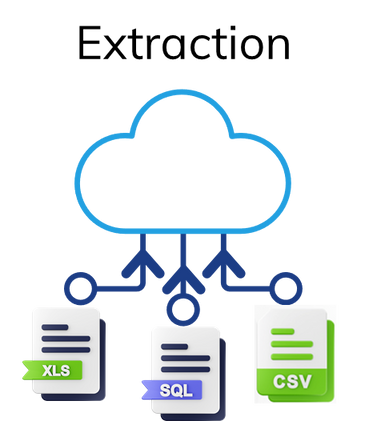 Extraction
XLS
SQL
CSV